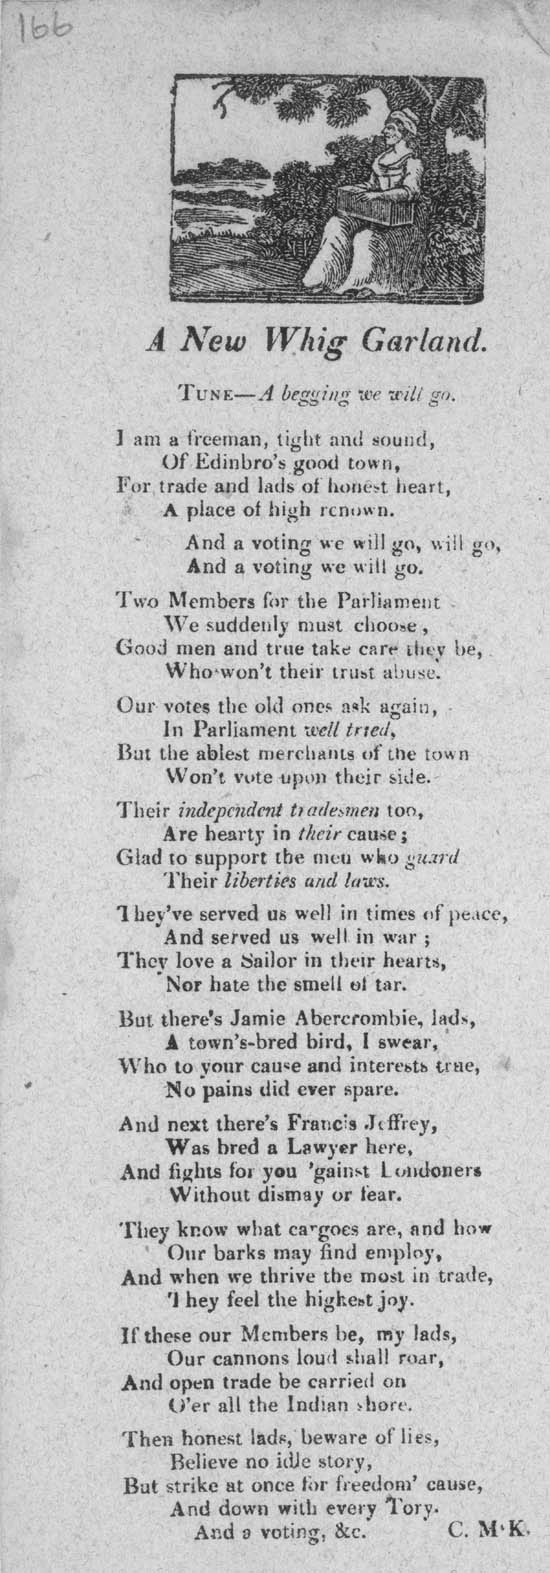 166
A New Whig Garland.
TUNE—A begging we will go.
I am a freeman, tight and sound,
Of Edinbro's good town,
For trade and lads of honest heart,
A place of high renown.
And a voting we will go, will go,
And a voting we will go.
Two Members for the Parliament
We suddenly must choose,
Good men and true take care they be,
Who won't their trust abuse.
Our votes the old ones ask again,
In Parliament well tried,
But the ablest merchants of the town
Won't vote upon their side.
Their independent tradesmen too,
Are hearty in their cause;
Glad to support the men who guard
Their liberties and laws.
They've served us well in times of peace,
And served us well in war;
They love a Sailor in their hearts,
Nor hate the smell of tar.
But there's Jamie Abercrombie, lads,
A town's-bred bird, I swear,
Who to your cause and interests true,
No pains did ever spare.
And next there's Francis Jeffrey,
Was bred a Lawyer here,
And fights for you 'gainst Londoners
Without dismay or fear.
They know what cargoes are, and how
Our barks may find employ,
And when we thrive the most in trade,
They feel the highest joy.
If these our Members be, my lads,
Our cannons loud shall roar,
And open trade be carried on
O'er all the Indian shore.
Then honest lads, beware of lies,
Believe no idle story,
But strike at once for freedom' cause,
And down with every Tory.
And a voting, &c. C. M'K.